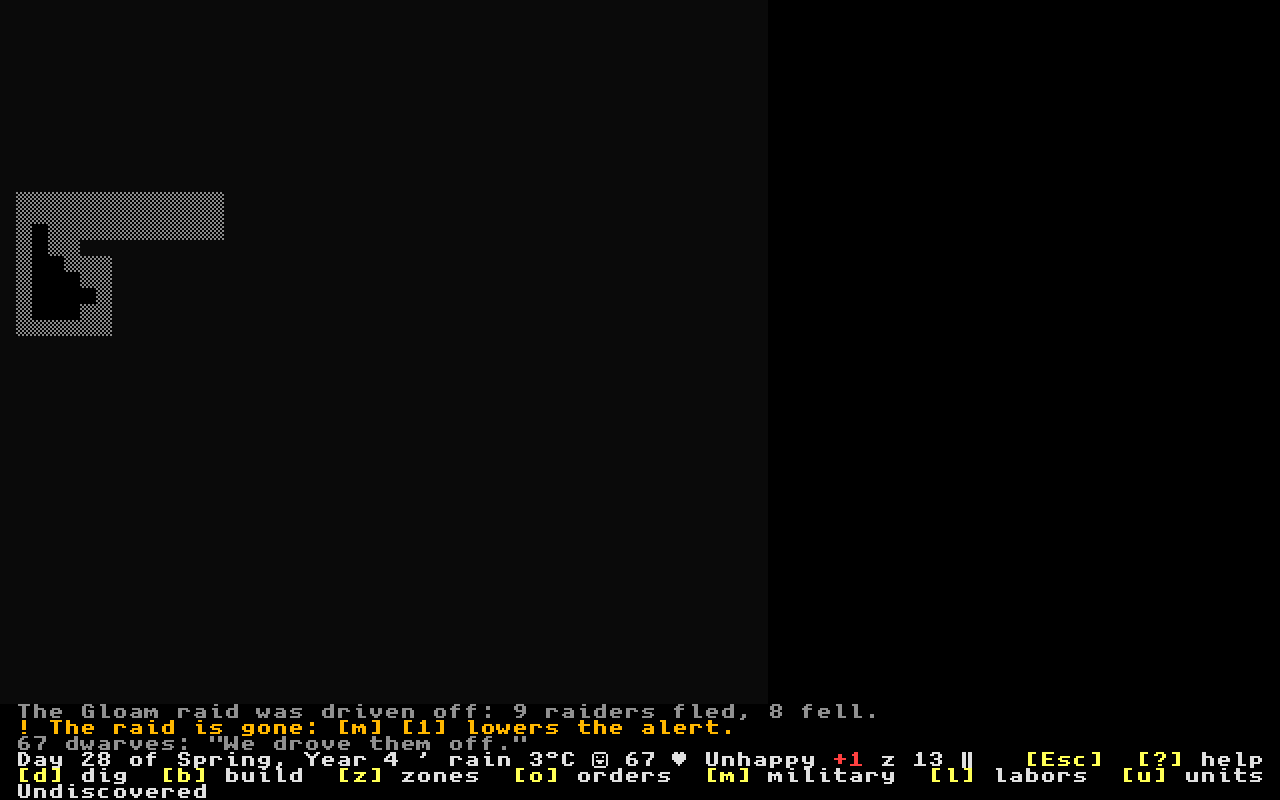 The Gloam raid was driven off: 9 raiders fled, 8 fell.
! The raid is gone: [m] [1] lowers the alert.
67 dwarves: "We drove them off."
Day 28 of Spring, Year 4 ’ rain 3°C ☺ 67 ♥ Unhappy +1 z 13 ‖ [Esc] [?] help
[d] dig [b] build [z] zones [o] orders [m] military [l] labors [u] units
Undiscovered